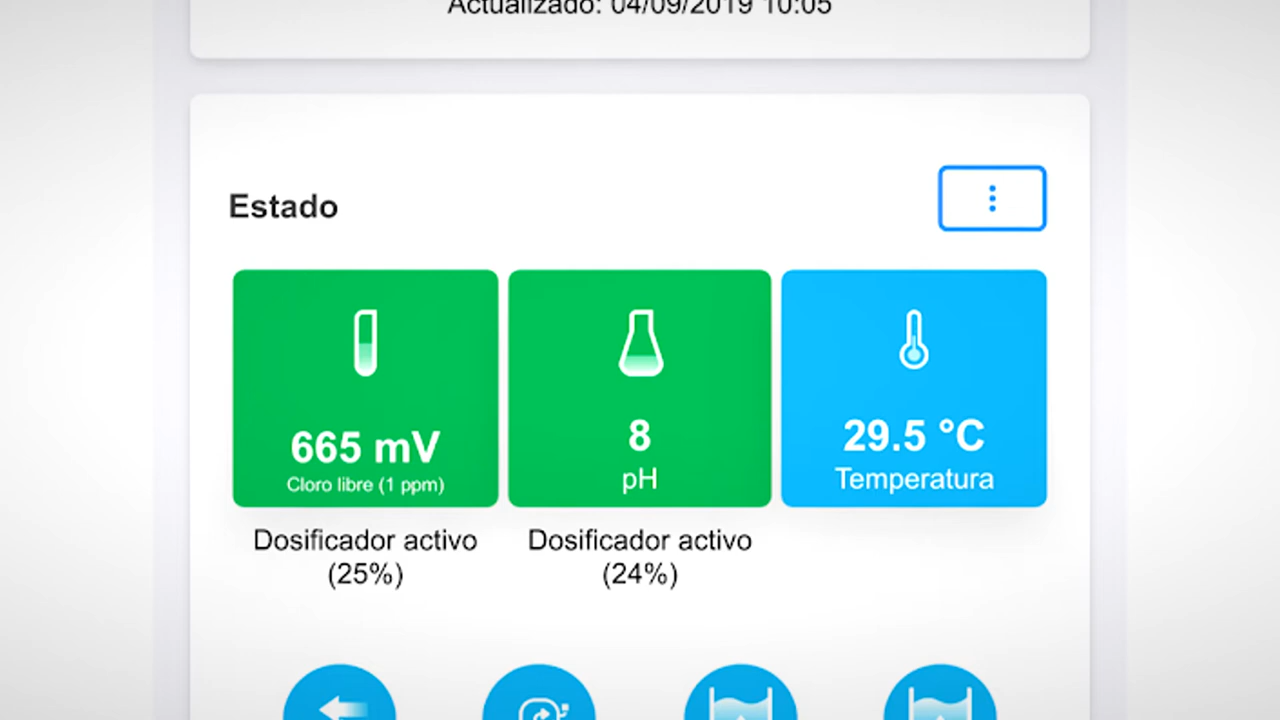 Actualizado: 04/09/2019 10:05
Estado
665 mV
Cloro libre (1 ppm)
8
pH
29.5 °C
Temperatura
Dosificador activo
(25%)
Dosificador activo
(24%)